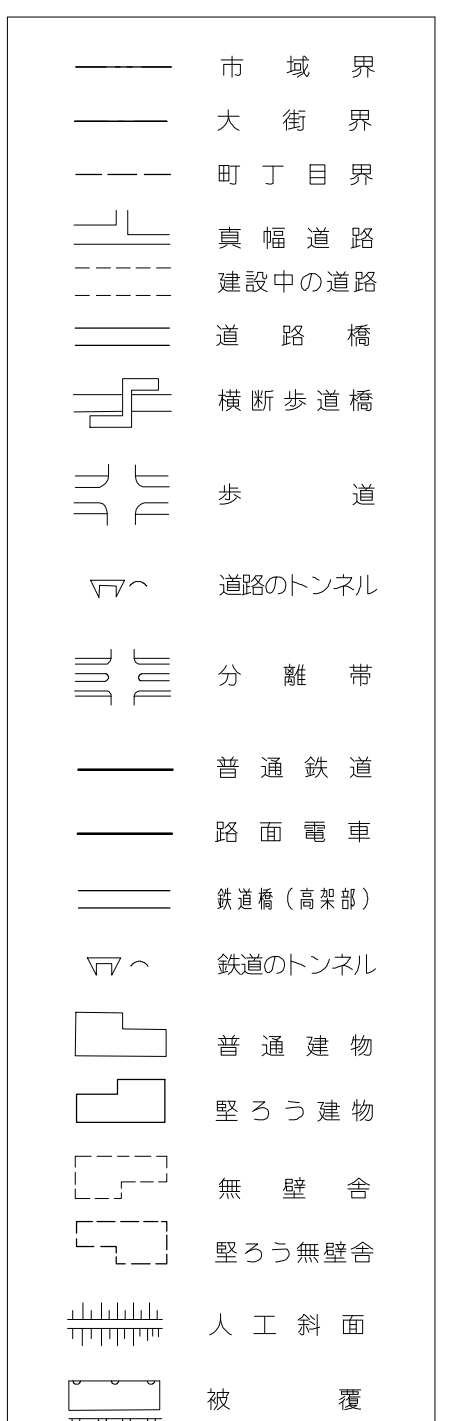 市域界
大街界
町丁目界
真幅道路
建設中の道路
道路橋
横断歩道橋
歩道
道路のトンネル
分離帯
普通鉄道
路面電車
鉄道橋(高架部)
鉄道のトンネル
普通建物
堅ろう建物
無壁舎
堅ろう無壁舎
人工斜面
被覆